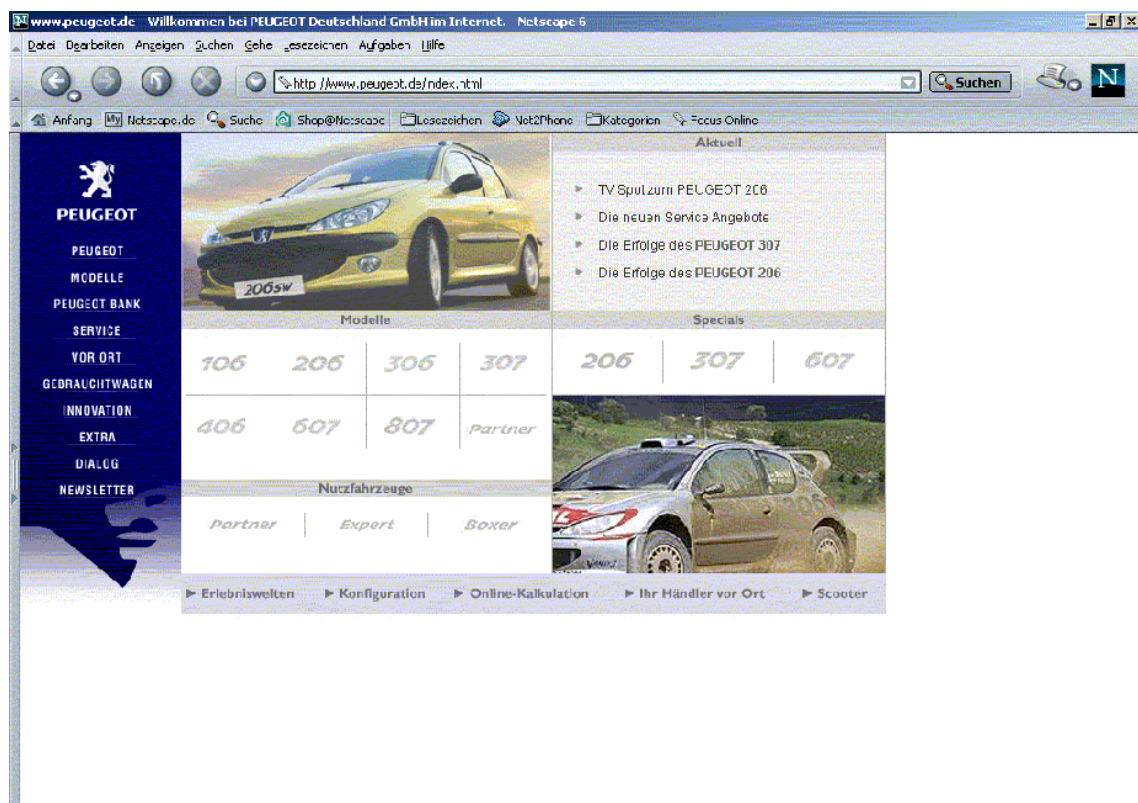 www.peugeot.de Willkommen bei PEUGEOT Deutschland GmbH im Internet. Netscape 6
Datei Bearbeiten Anzeigen Suchen Gehe Lesezeichen Aufgaben Hilfe
http://www.peugeot.de/index.html
Suchen
N
Anfang My Netscape.de Suche Shop@Netscape Lesezeichen Net2Phone Kategorien Focus Online
PEUGEOT
PEUGEOT
MODELLE
PEUGEOT BANK
SERVICE
VOR ORT
GEBRAUCHTWAGEN
INNOVATION
EXTRA
DIALOG
NEWSLETTER
206SW
Aktuell
TV Spot zum PEUGEOT 206
Die neuen Service Angebote
Die Erfolge des PEUGEOT 307
Die Erfolge des PEUGEOT 206
Modelle
106 206 306 307
406 607 807 Partner
Specials
206 307 607
Nutzfahrzeuge
Partner Expert Boxer
Erlebniswelten Konfiguration Online-Kalkulation Ihr Händler vor Ort Scooter